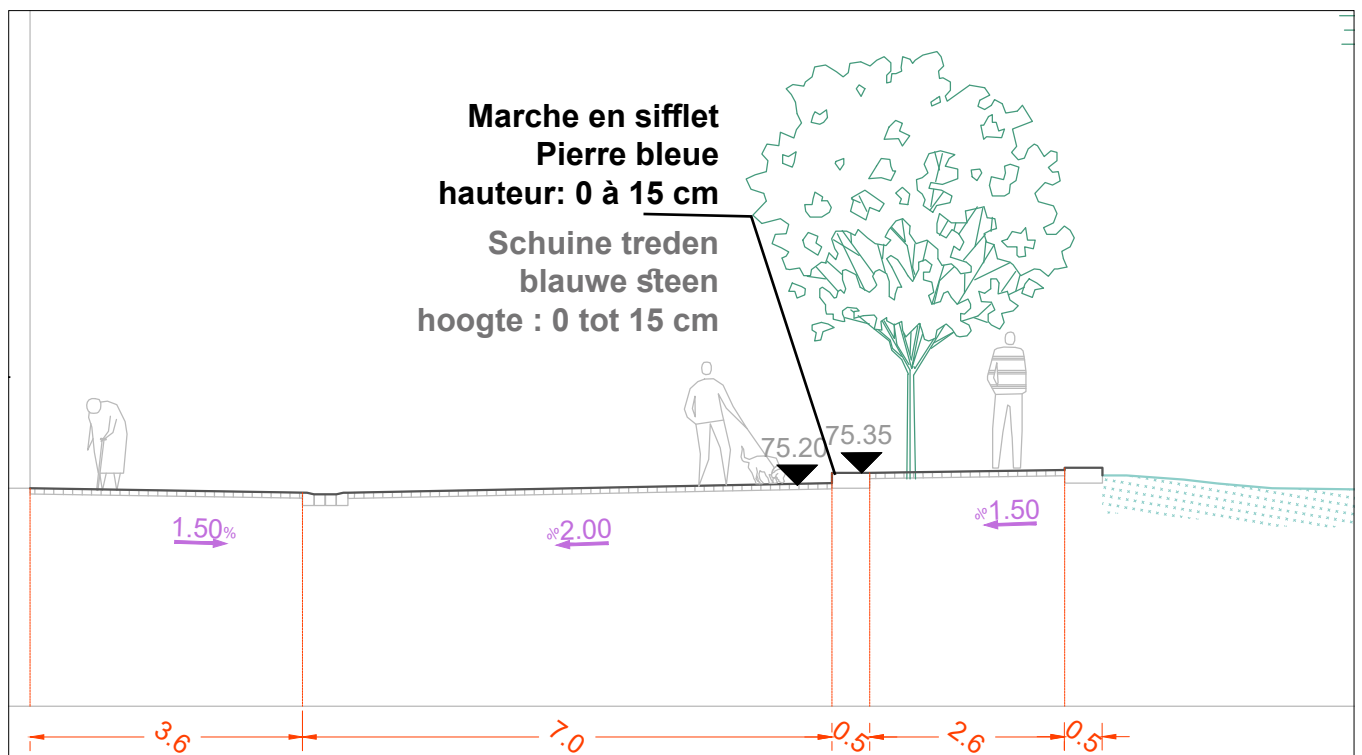 Marche en sifflet
Pierre bleue
hauteur: 0 à 15 cm
Schuine treden
blauwe steen
hoogte : 0 tot 15 cm
75.20
75.35
1.50%
%2.00
%1.50
3.6
7.0
0.5
2.6
0.5